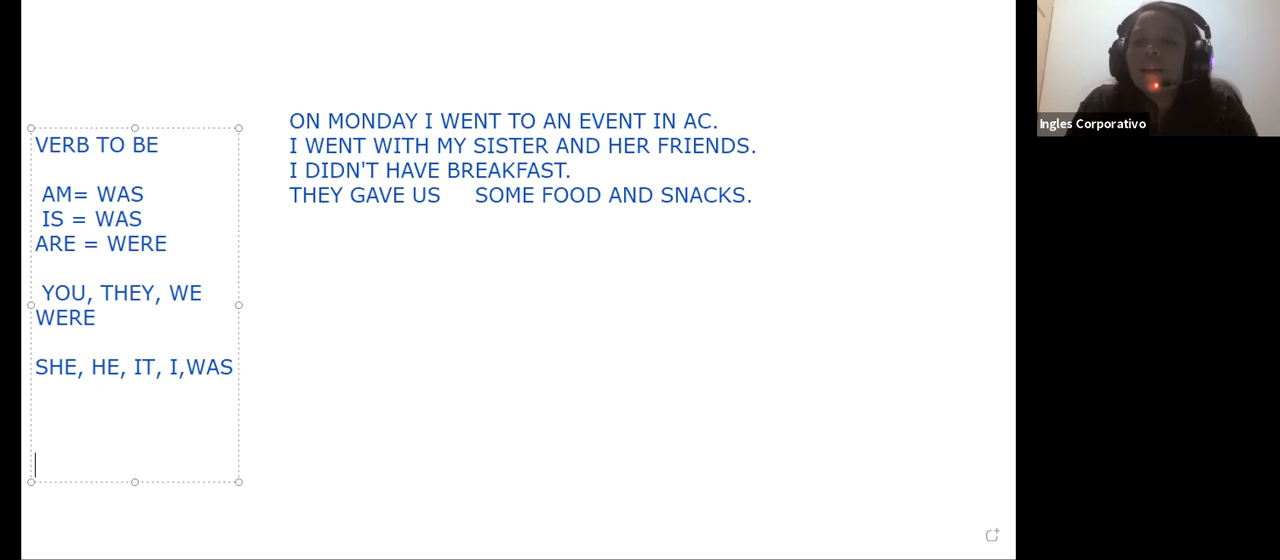 VERB TO BE
AM= WAS
IS = WAS
ARE = WERE
YOU, THEY, WE
WERE
SHE, HE, IT, I,WAS
ON MONDAY I WENT TO AN EVENT IN AC.
I WENT WITH MY SISTER AND HER FRIENDS.
I DIDN'T HAVE BREAKFAST.
THEY GAVE US SOME FOOD AND SNACKS.
Ingles Corporativo